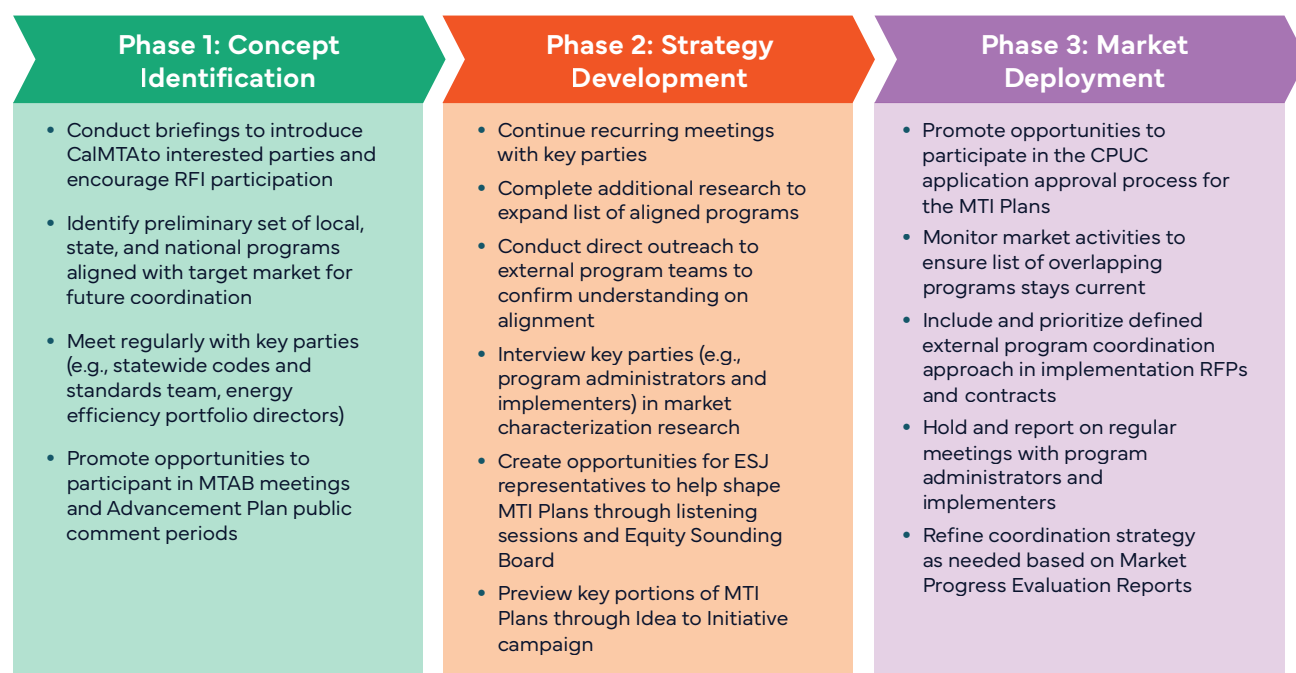 Phase 1: Concept
Identification
• Conduct briefings to introduce
CalMTAto interested parties and
encourage RFI participation
• Identify preliminary set of local,
state, and national programs
aligned with target market for
future coordination
• Meet regularly with key parties
(e.g., statewide codes and
standards team, energy
efficiency portfolio directors)
• Promote opportunities to
participant in MTAB meetings
and Advancement Plan public
comment periods
Phase 2: Strategy
Development
• Continue recurring meetings
with key parties
• Complete additional research to
expand list of aligned programs
• Conduct direct outreach to
external program teams to
confirm understanding on
alignment
• Interview key parties (e.g.,
program administrators and
implementers) in market
characterization research
• Create opportunities for ESJ
representatives to help shape
MTI Plans through listening
sessions and Equity Sounding
Board
• Preview key portions of MTI
Plans through Idea to Initiative
campaign
Phase 3: Market
Deployment
• Promote opportunities to
participate in the CPUC
application approval process for
the MTI Plans
• Monitor market activities to
ensure list of overlapping
programs stays current
• Include and prioritize defined
external program coordination
approach in implementation RFPs
and contracts
• Hold and report on regular
meetings with program
administrators and
implementers
• Refine coordination strategy
as needed based on Market
Progress Evaluation Reports